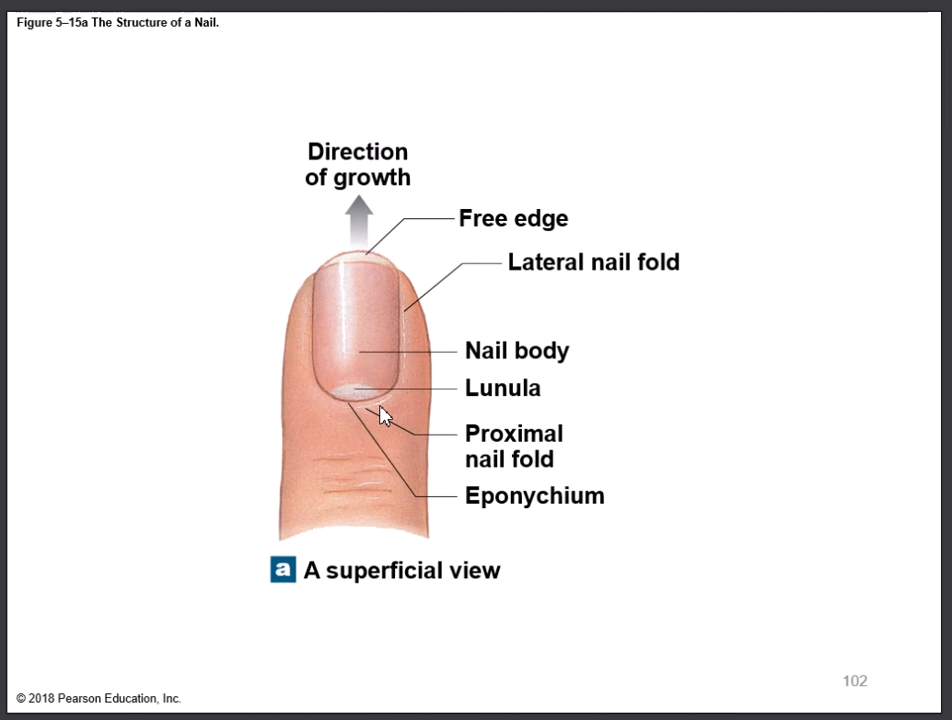 Figure 5–15a The Structure of a Nail.
Direction
of growth
Free edge
Lateral nail fold
Nail body
Lunula
Proximal
nail fold
Eponychium
a A superficial view
102
© 2018 Pearson Education, Inc.